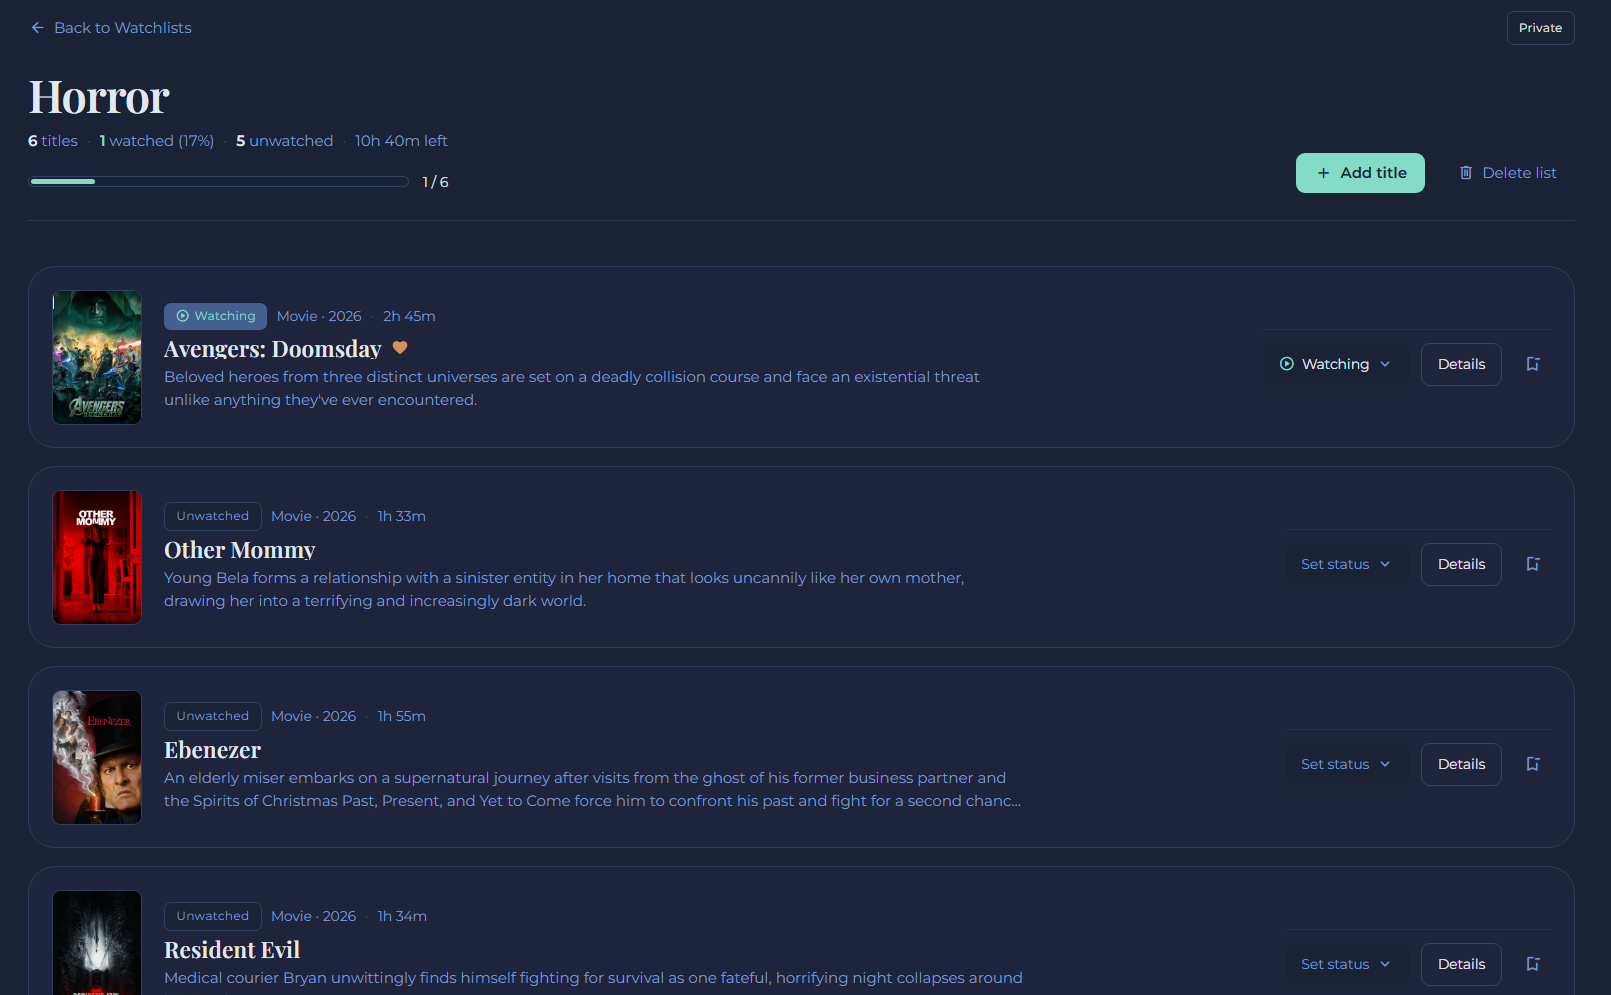 Back to Watchlists
Private
Horror
6 titles · 1 watched (17%) · 5 unwatched · 10h 40m left
1 / 6
+ Add title
Delete list
Watching Movie · 2026 · 2h 45m
Avengers: Doomsday
Beloved heroes from three distinct universes are set on a deadly collision course and face an existential threat
unlike anything they've ever encountered.
Watching
Details
AVENGERS
DOOMSDAY
Unwatched Movie · 2026 · 1h 33m
Other Mommy
Young Bela forms a relationship with a sinister entity in her home that looks uncannily like her own mother,
drawing her into a terrifying and increasingly dark world.
Set status
Details
OTHER
MOMMY
Unwatched Movie · 2026 · 1h 55m
Ebenezer
An elderly miser embarks on a supernatural journey after visits from the ghost of his former business partner and
the Spirits of Christmas Past, Present, and Yet to Come force him to confront his past and fight for a second chanc...
Set status
Details
EBENEZER
Unwatched Movie · 2026 · 1h 34m
Resident Evil
Medical courier Bryan unwittingly finds himself fighting for survival as one fateful, horrifying night collapses around
Set status
Details